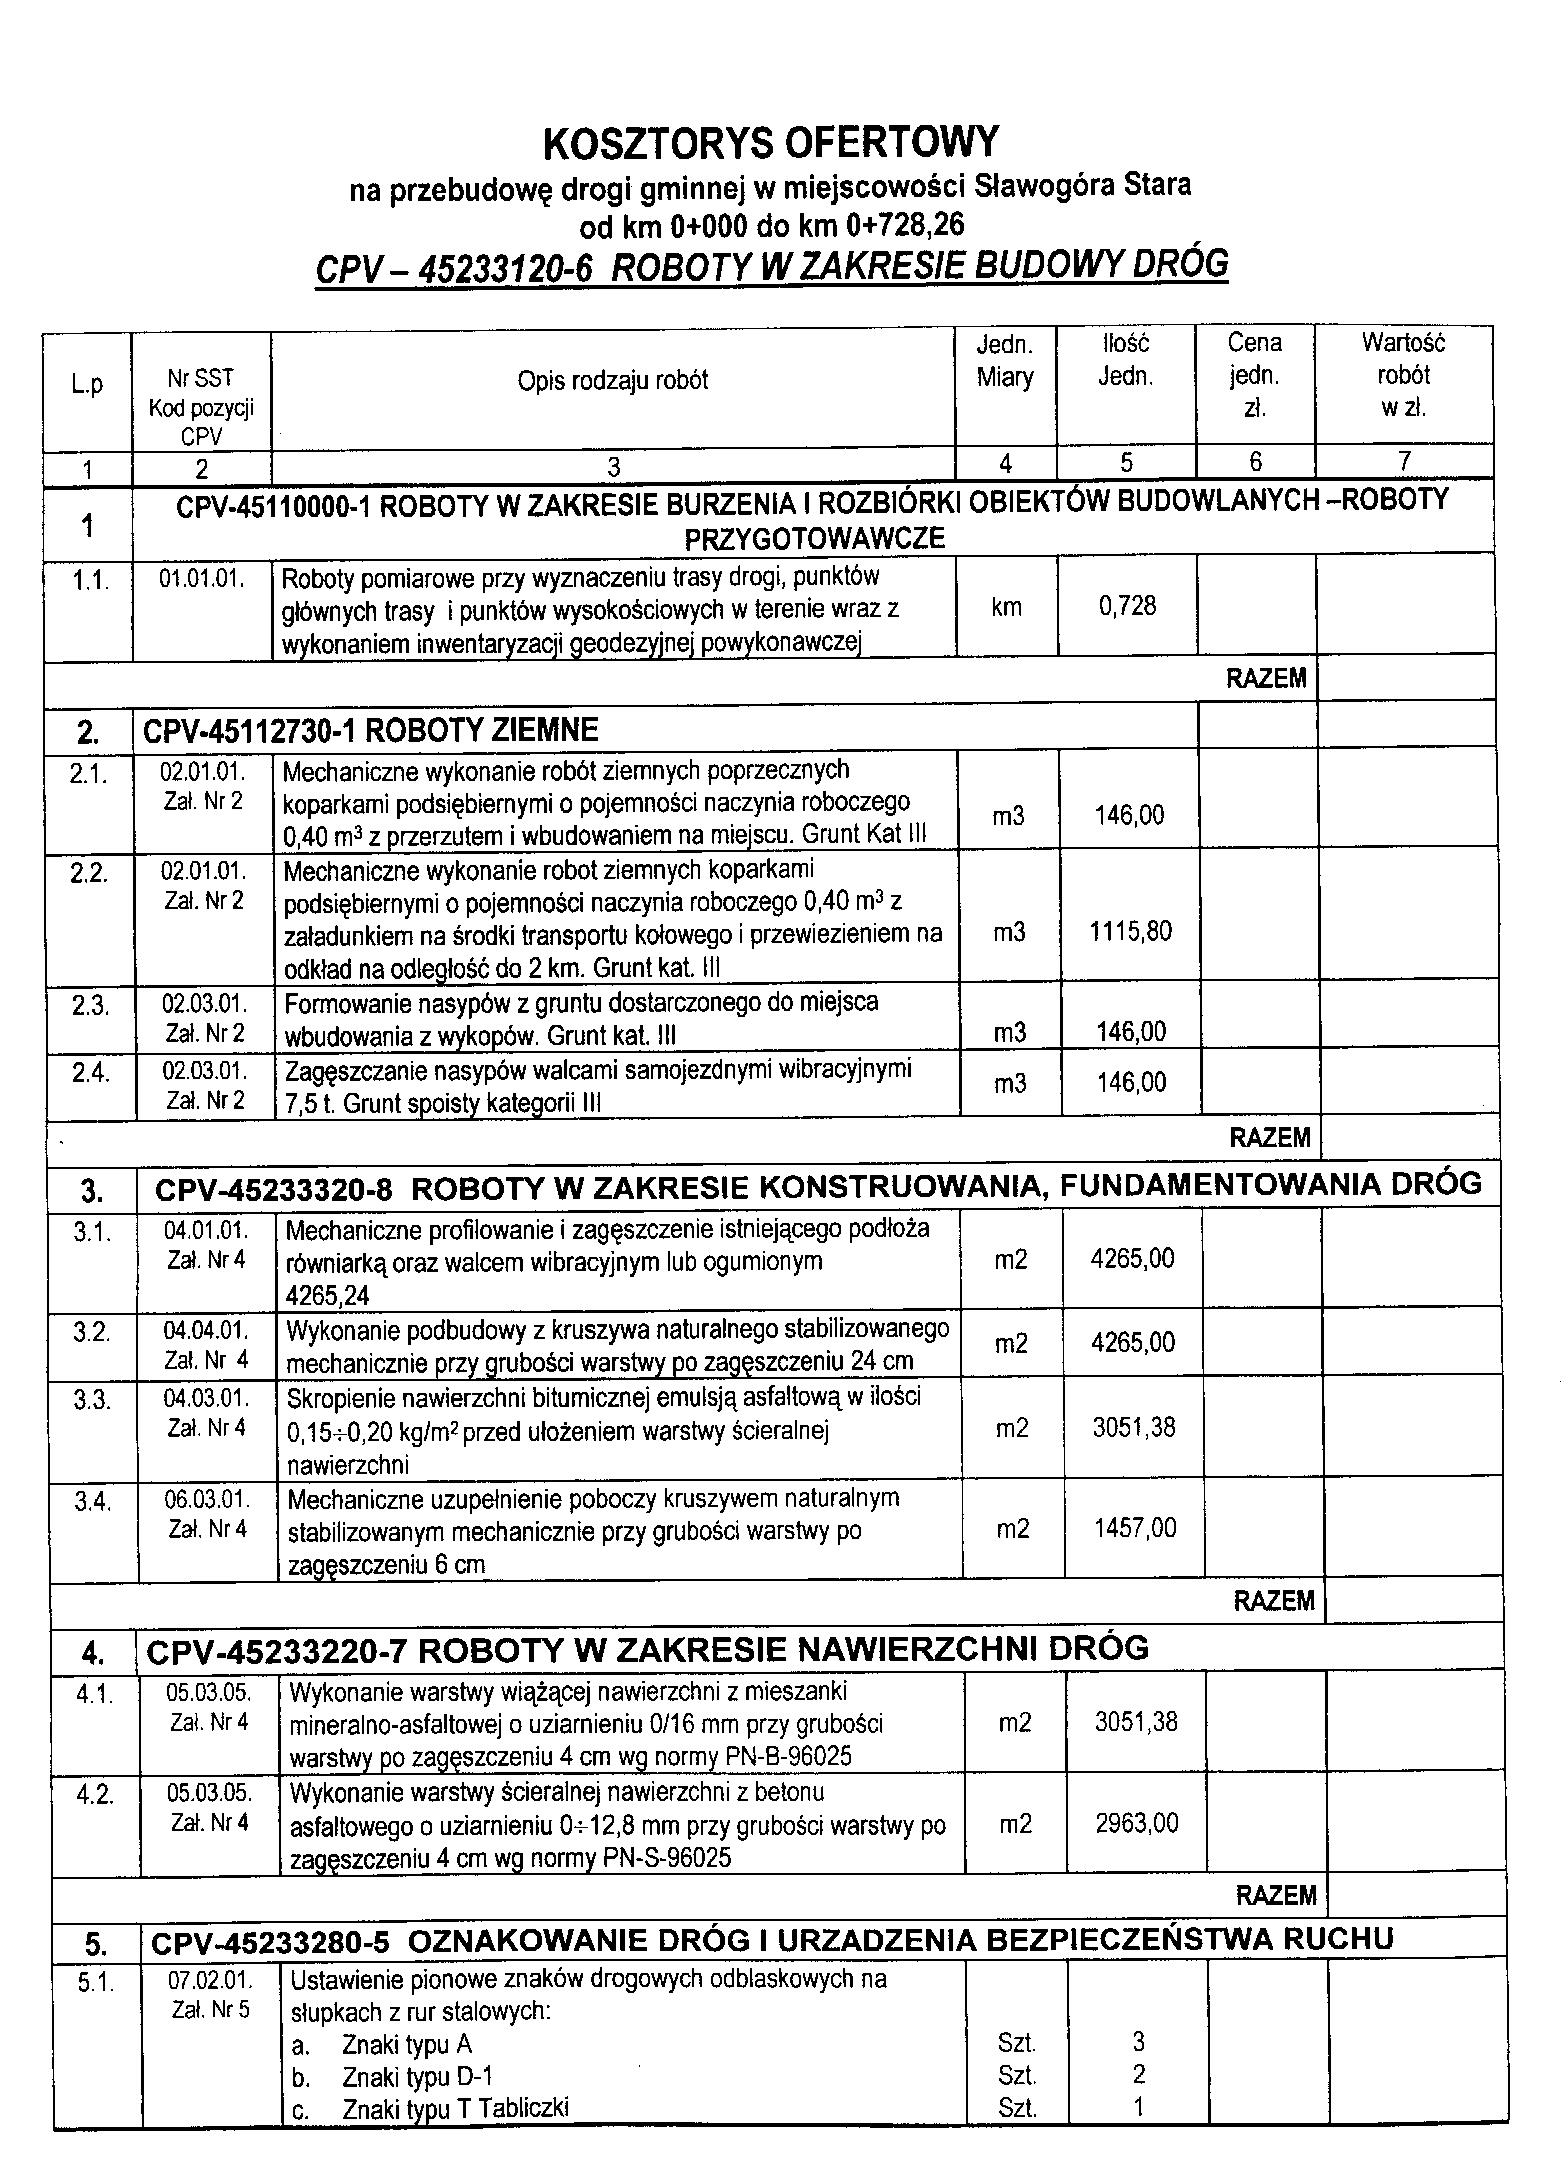 KOSZTORYS OFERTOWY
na przebudowę drogi gminnej w miejscowości Sławogóra Stara
od km 0+000 do km 0+728,26
CPV – 45233120-6 ROBOTY W ZAKRESIE BUDOWY DRÓG
L.p
Nr SST
Kod pozycji
CPV
Opis rodzaju robót
Jedn.
Miary
Ilość
Jedn.
Cena
jedn.
zł.
Wartość
robót
w zł.
1 2 3 4 5 6 7
1 CPV-45110000-1 ROBOTY W ZAKRESIE BURZENIA I ROZBIÓRKI OBIEKTÓW BUDOWLANYCH –ROBOTY
PRZYGOTOWAWCZE
1.1. 01.01.01. Roboty pomiarowe przy wyznaczeniu trasy drogi, punktów
głównych trasy i punktów wysokościowych w terenie wraz z km 0,728
wykonaniem inwentaryzacji geodezyjnej powykonawczej
RAZEM
2. CPV-45112730-1 ROBOTY ZIEMNE
2.1. 02.01.01. Mechaniczne wykonanie robót ziemnych poprzecznych
Zał. Nr 2 koparkami podsiębiernymi o pojemności naczynia roboczego m3 146,00
0,40 m³ z przerzutem i wbudowaniem na miejscu. Grunt Kat III
2.2. 02.01.01. Mechaniczne wykonanie robot ziemnych koparkami
Zał. Nr 2 podsiębiernymi o pojemności naczynia roboczego 0,40 m³ z
załadunkiem na środki transportu kołowego i przewiezieniem na m3 1115,80
odkład na odległość do 2 km. Grunt kat. III
2.3. 02.03.01. Formowanie nasypów z gruntu dostarczonego do miejsca
Zał. Nr 2 wbudowania z wykopów. Grunt kat. III m3 146,00
2.4. 02.03.01. Zagęszczanie nasypów walcami samojezdnymi wibracyjnymi m3 146,00
Zał. Nr 2 7,5 t. Grunt spoisty kategorii III
RAZEM
3. CPV-45233320-8 ROBOTY W ZAKRESIE KONSTRUOWANIA, FUNDAMENTOWANIA DRÓG
3.1. 04.01.01. Mechaniczne profilowanie i zagęszczenie istniejącego podłoża
Zał. Nr 4 równiarką oraz walcem wibracyjnym lub ogumionym m2 4265,00
4265,24
3.2. 04.04.01. Wykonanie podbudowy z kruszywa naturalnego stabilizowanego m2 4265,00
Zał. Nr 4 mechanicznie przy grubości warstwy po zagęszczeniu 24 cm
3.3. 04.03.01. Skropienie nawierzchni bitumicznej emulsją asfaltową w ilości
Zał. Nr 4 0,15÷0,20 kg/m² przed ułożeniem warstwy ścieralnej m2 3051,38
nawierzchni
3.4. 06.03.01. Mechaniczne uzupełnienie poboczy kruszywem naturalnym
Zał. Nr 4 stabilizowanym mechanicznie przy grubości warstwy po m2 1457,00
zagęszczeniu 6 cm
RAZEM
4. CPV-45233220-7 ROBOTY W ZAKRESIE NAWIERZCHNI DRÓG
4.1. 05.03.05. Wykonanie warstwy wiążącej nawierzchni z mieszanki
Zał. Nr 4 mineralno-asfaltowej o uziarnieniu 0/16 mm przy grubości m2 3051,38
warstwy po zagęszczeniu 4 cm wg normy PN-B-96025
4.2. 05.03.05. Wykonanie warstwy ścieralnej nawierzchni z betonu
Zał. Nr 4 asfaltowego o uziarnieniu 0÷12,8 mm przy grubości warstwy po m2 2963,00
zagęszczeniu 4 cm wg normy PN-S-96025
RAZEM
5. CPV-45233280-5 OZNAKOWANIE DRÓG I URZADZENIA BEZPIECZEŃSTWA RUCHU
5.1. 07.02.01. Ustawienie pionowe znaków drogowych odblaskowych na
Zał. Nr 5 słupkach z rur stalowych:
a. Znaki typu A Szt. 3
b. Znaki typu D-1 Szt. 2
c. Znaki typu T Tabliczki Szt. 1